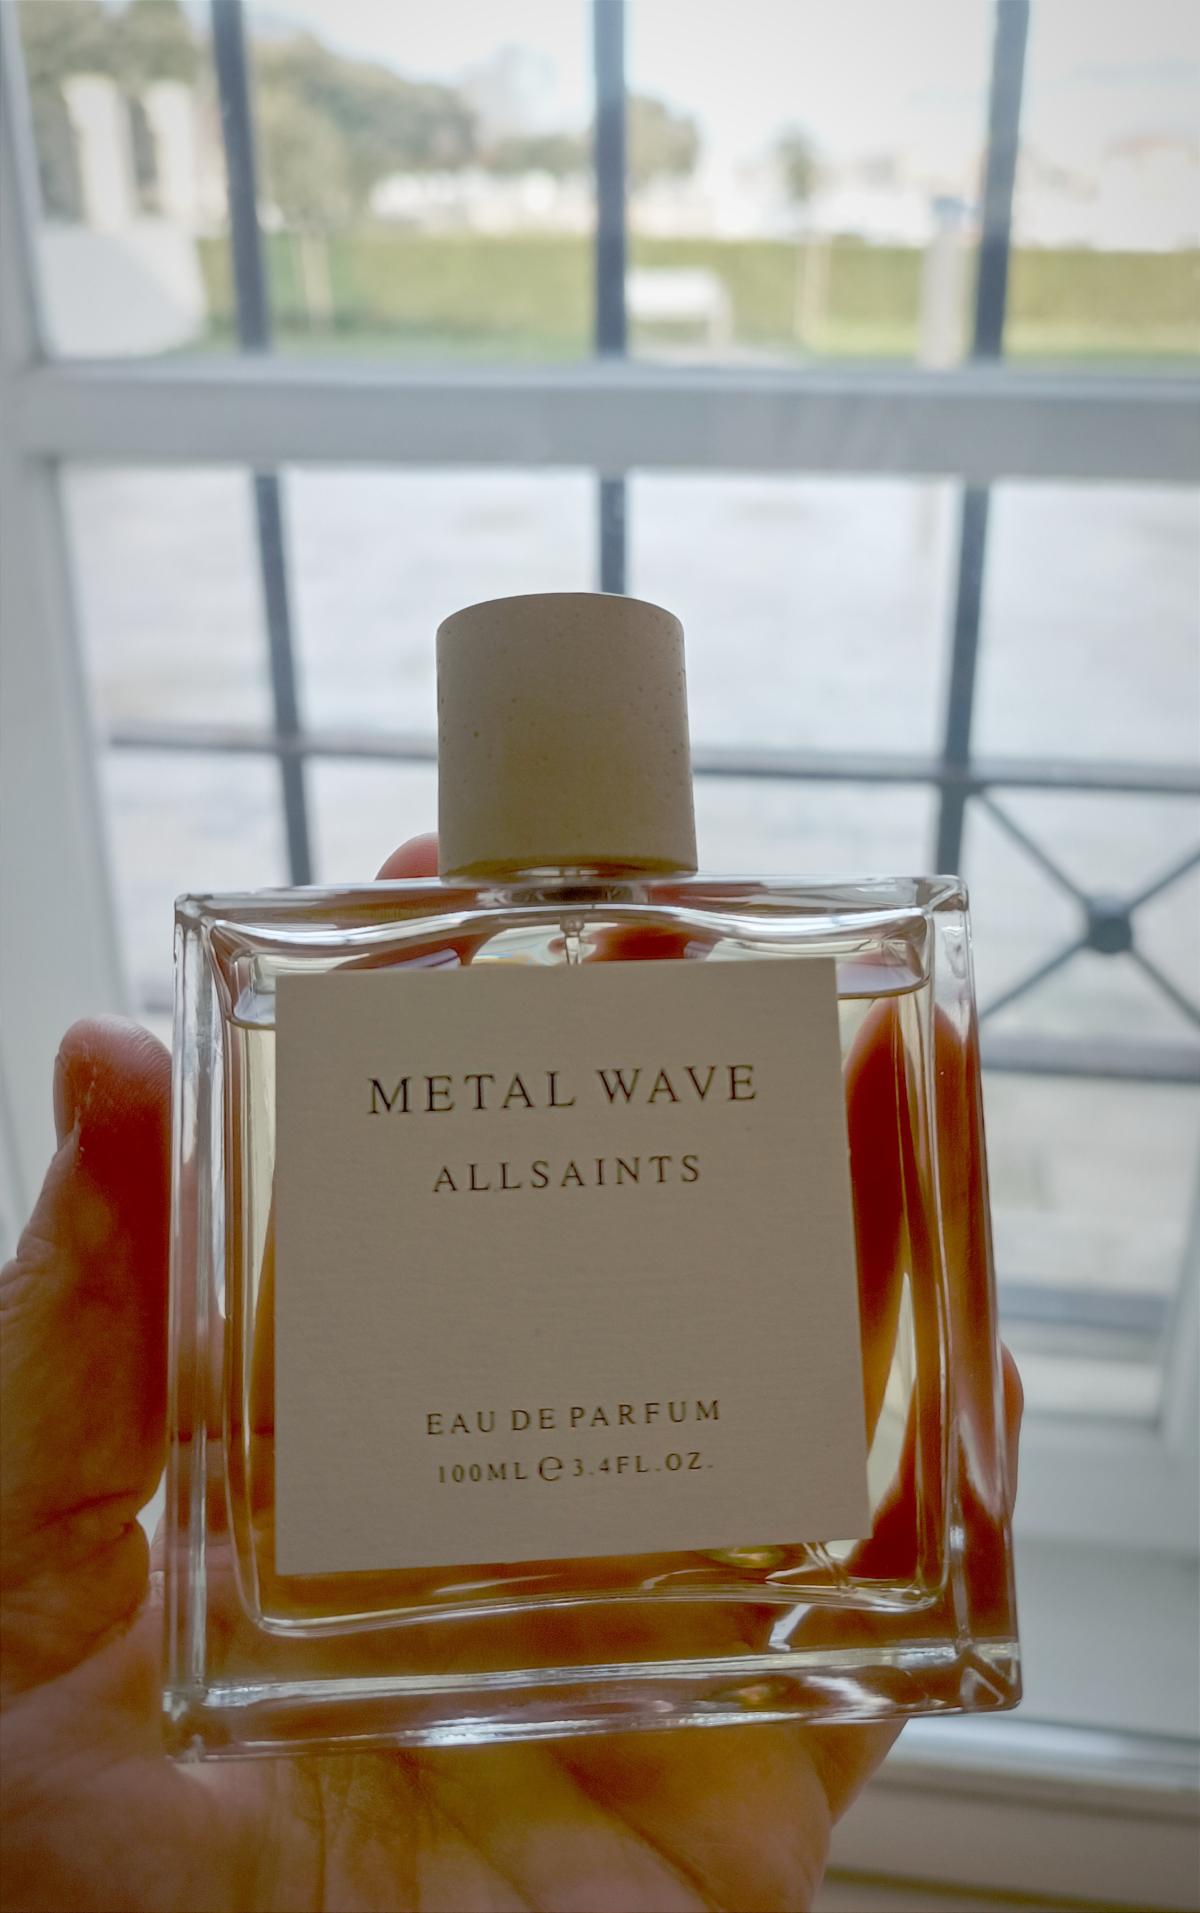 METAL WAVE
ALLSAINTS
EAU DE PARFUM
100ML ℮ 3.4FL.OZ.